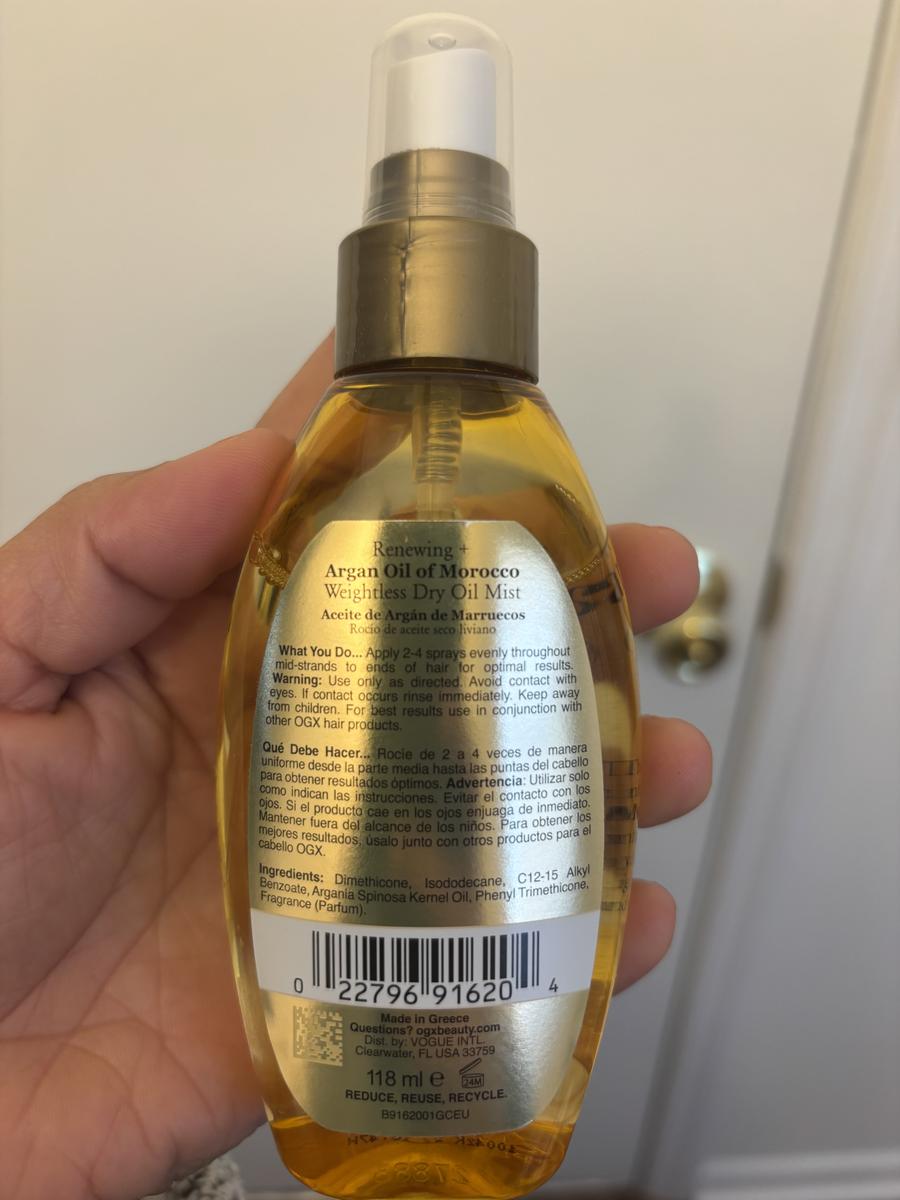 Renewing +
Argan Oil of Morocco
Weightless Dry Oil Mist
Aceite de Argán de Marruecos
Rocío de aceite seco liviano
What You Do... Apply 2-4 sprays evenly throughout
mid-strands to ends of hair for optimal results.
Warning: Use only as directed. Avoid contact with
eyes. If contact occurs rinse immediately. Keep away
from children. For best results use in conjunction with
other OGX hair products.
Qué Debe Hacer... Rocíe de 2 a 4 veces de manera
uniforme desde la parte media hasta las puntas del cabello
para obtener resultados óptimos. Advertencia: Utilizar solo
como indican las instrucciones. Evitar el contacto con los
ojos. Si el producto cae en los ojos enjuaga de inmediato.
Mantener fuera del alcance de los niños. Para obtener los
mejores resultados, úsalo junto con otros productos para el
cabello OGX.
Ingredients: Dimethicone, Isododecane, C12-15 Alkyl
Benzoate, Argania Spinosa Kernel Oil, Phenyl Trimethicone,
Fragrance (Parfum).
0 22796 91620 4
Made in Greece
Questions? ogxbeauty.com
Dist. by: VOGUE INTL.
Clearwater, FL USA 33759
118 ml e 24M
REDUCE, REUSE, RECYCLE.
B9162001GCEU